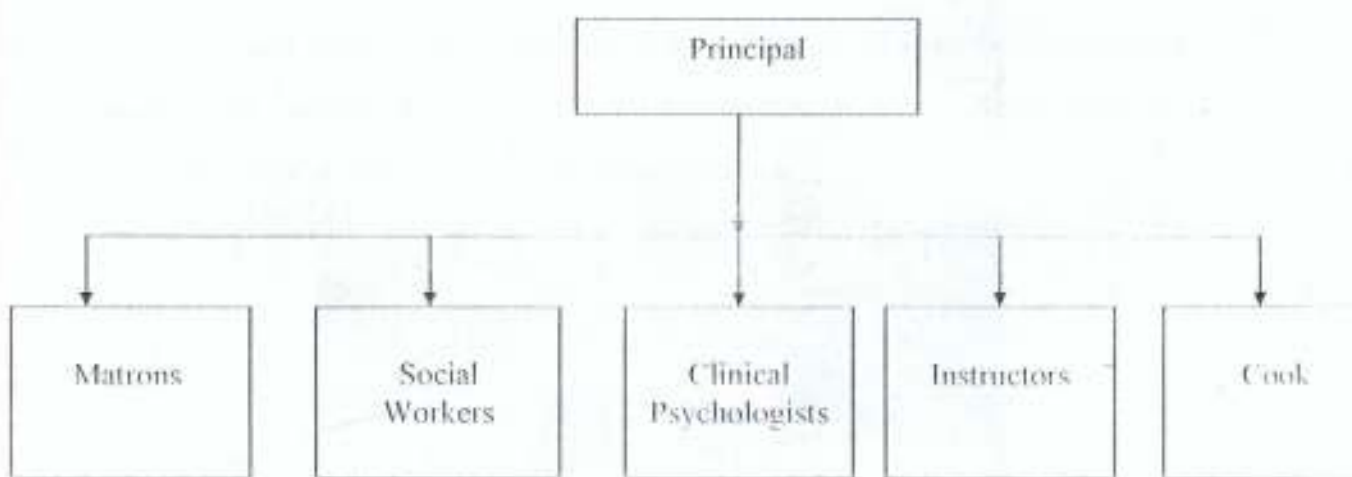 Principal
Matrons
Social
Workers
Clinical
Psychologists
Instructors
Cook